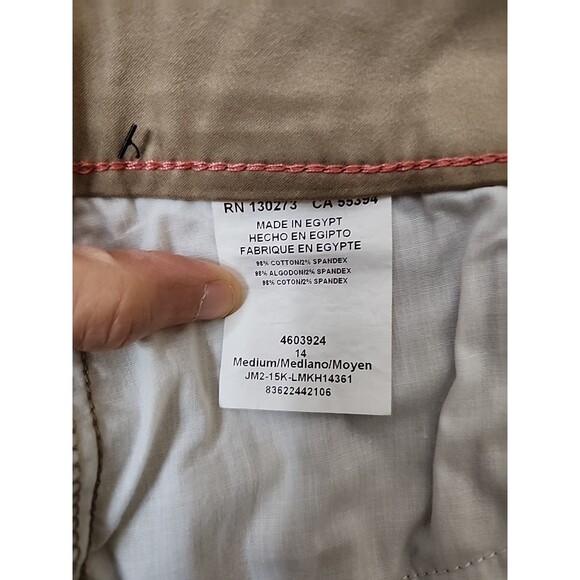 RN 130273 CA 55394
MADE IN EGYPT
HECHO EN EGIPTO
FABRIQUE EN EGYPTE
98% COTTON/2% SPANDEX
98% ALGODON/2% SPANDEX
98% COTON/2% SPANDEX
4603924
14
Medium/Mediano/Moyen
JM2-15K-LMKH14361
83622442106